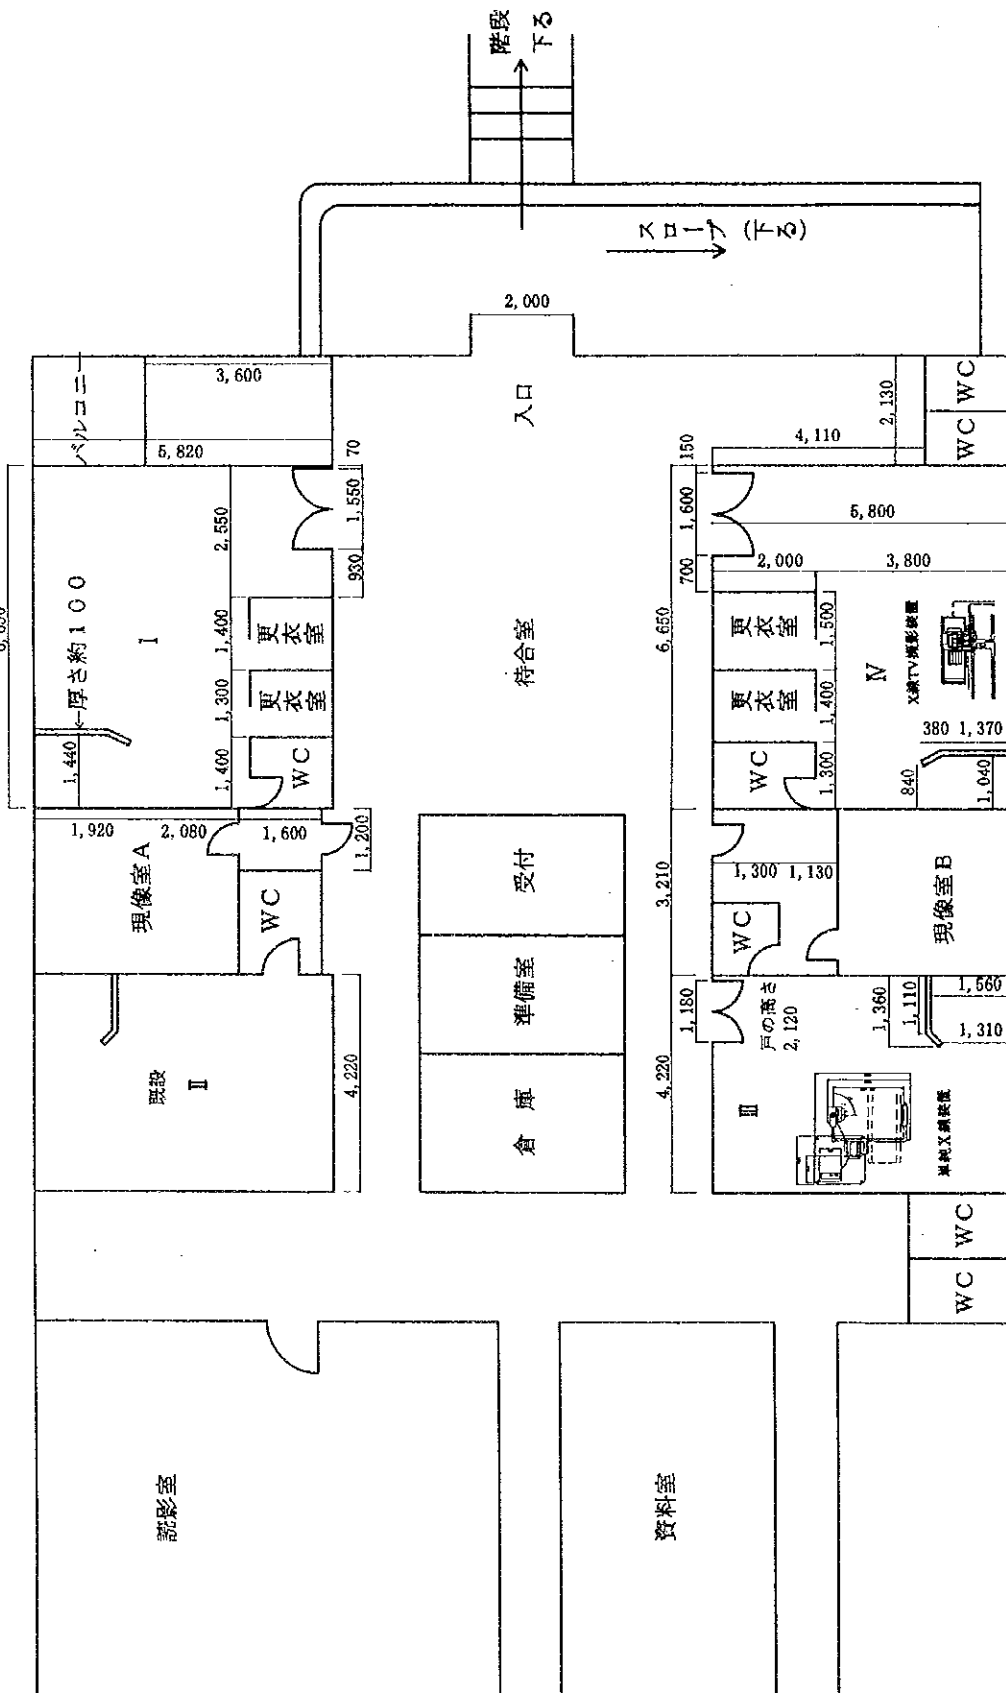 階段
下る
スロープ (下る)
2,000
入口
バルコニー
3,600
5,820
70
1,550
930
2,550
1,400
1,300
1,400
←厚さ約100
I
1,440
更衣室
更衣室
WC
待合室
6,650
150
1,600
700
4,110
2,130
WC
WC
5,800
2,000
3,800
更衣室
更衣室
WC
1,500
1,400
1,300
IV
X線TV撮影装置
380
1,370
840
1,040
1,920
2,080
1,600
1,200
現像室A
WC
受付
準備室
倉庫
3,210
1,300
1,130
WC
現像室B
既設
II
4,220
4,220
1,180
戸の高さ
2,120
1,360
1,110
1,560
1,310
III
単純X線装置
WC
WC
読影室
資料室